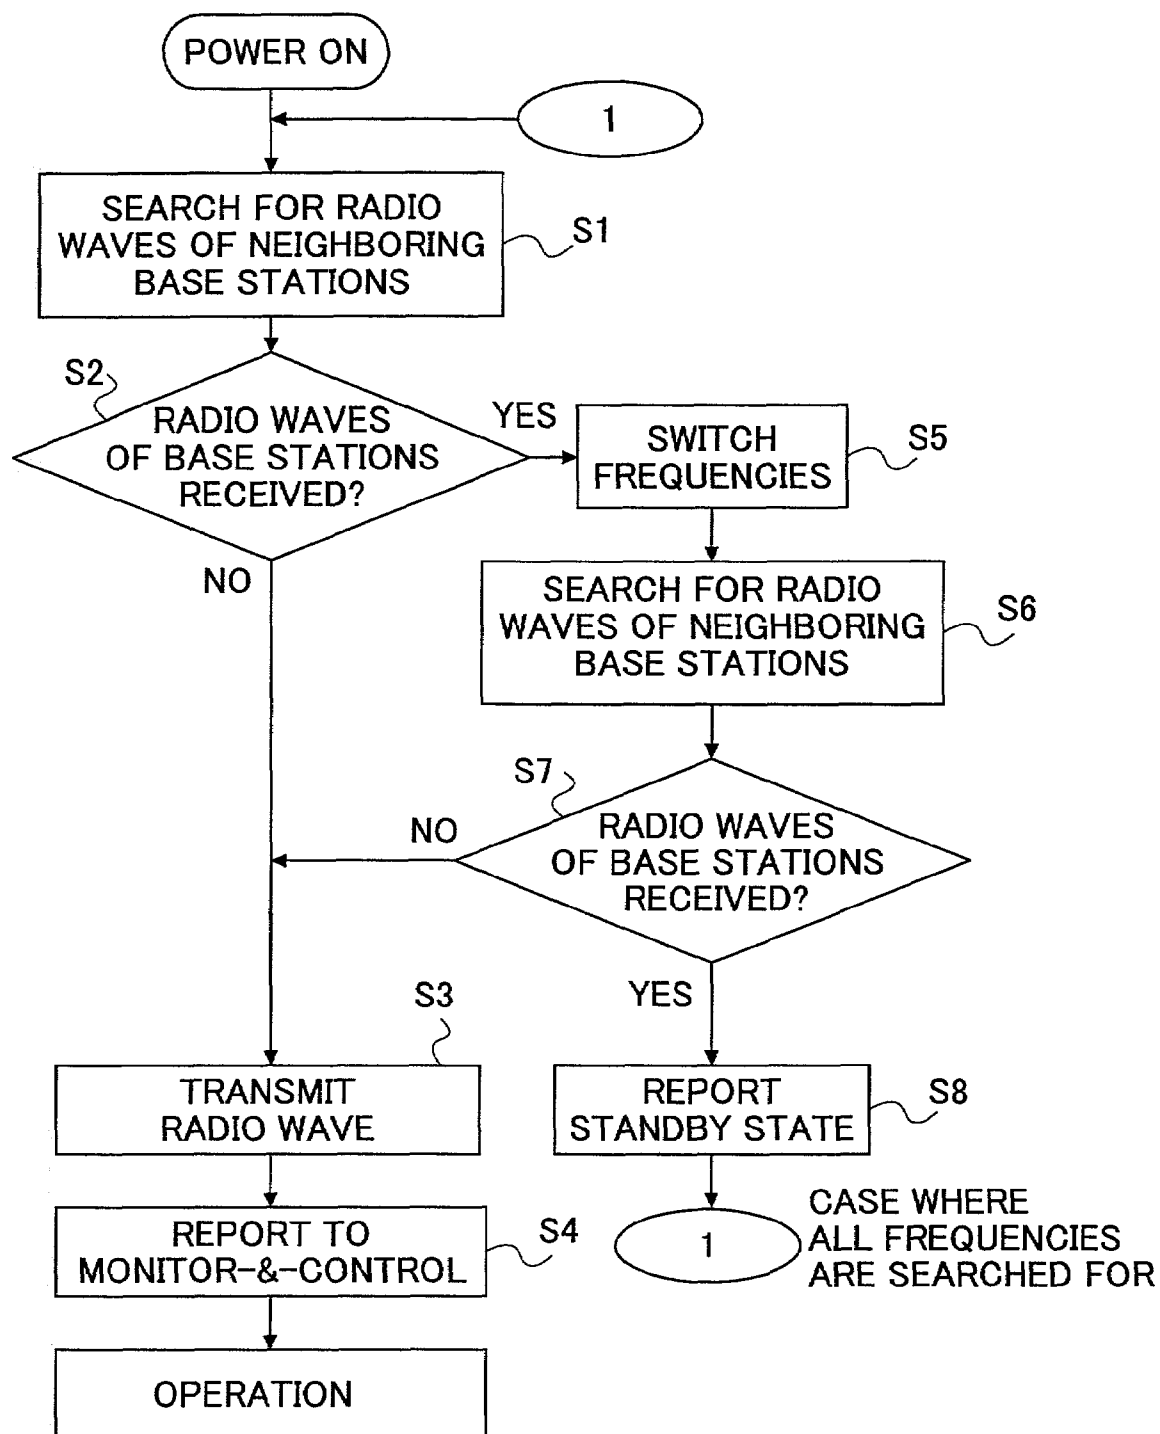 POWER ON
1
SEARCH FOR RADIO
WAVES OF NEIGHBORING
BASE STATIONS
S1
S2
RADIO WAVES
OF BASE STATIONS
RECEIVED?
YES
NO
SWITCH
FREQUENCIES
S5
SEARCH FOR RADIO
WAVES OF NEIGHBORING
BASE STATIONS
S6
S7
RADIO WAVES
OF BASE STATIONS
RECEIVED?
NO
YES
S3
TRANSMIT
RADIO WAVE
REPORT
STANDBY STATE
S8
REPORT TO
MONITOR-&-CONTROL
S4
1
CASE WHERE
ALL FREQUENCIES
ARE SEARCHED FOR
OPERATION